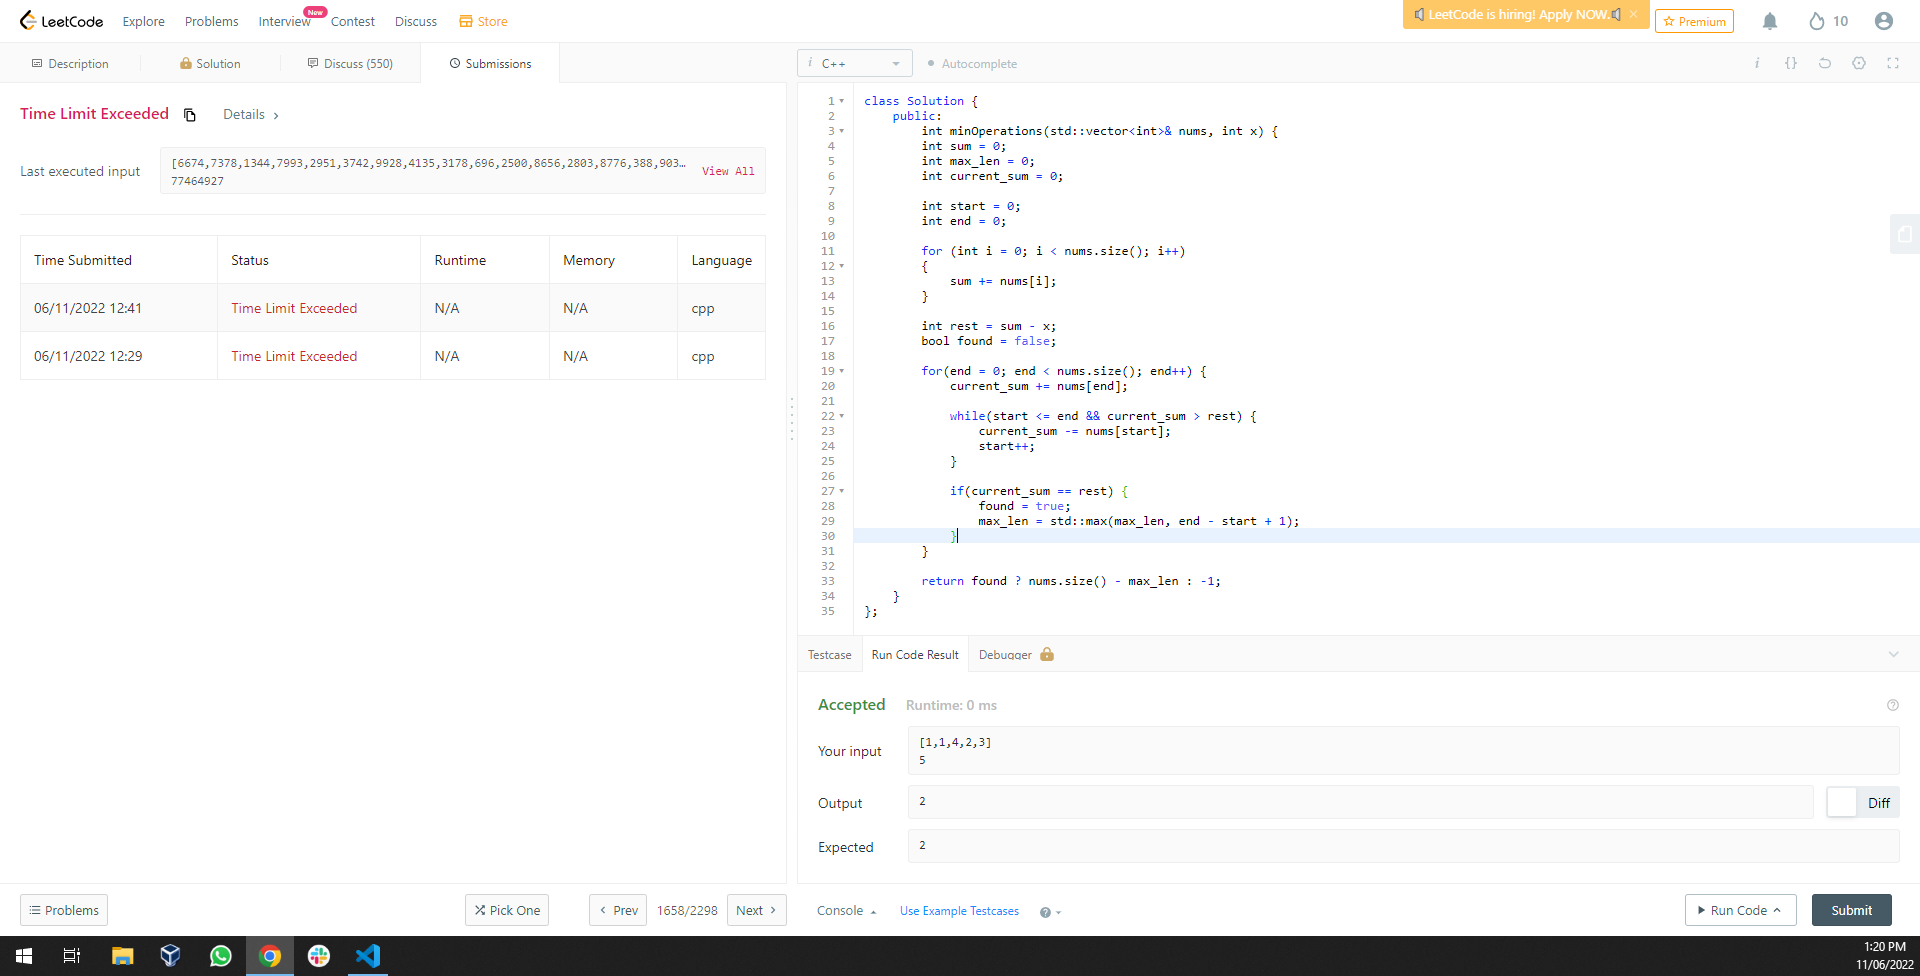 LeetCode
Explore
Problems
Interview
New
Contest
Discuss
Store
LeetCode is hiring! Apply NOW.
×
Premium
10
Description
Solution
Discuss (550)
Submissions
i C++
Autocomplete
i
{}
Time Limit Exceeded
Details >
Last executed input
[6674,7378,1344,7993,2951,3742,9928,4135,3178,696,2500,8656,2803,8776,388,903…
77464927
View All
Time Submitted Status Runtime Memory Language
06/11/2022 12:41 Time Limit Exceeded N/A N/A cpp
06/11/2022 12:29 Time Limit Exceeded N/A N/A cpp
1 class Solution {
2 public:
3 int minOperations(std::vector<int>& nums, int x) {
4 int sum = 0;
5 int max_len = 0;
6 int current_sum = 0;
7
8 int start = 0;
9 int end = 0;
10
11 for (int i = 0; i < nums.size(); i++)
12 {
13 sum += nums[i];
14 }
15
16 int rest = sum - x;
17 bool found = false;
18
19 for(end = 0; end < nums.size(); end++) {
20 current_sum += nums[end];
21
22 while(start <= end && current_sum > rest) {
23 current_sum -= nums[start];
24 start++;
25 }
26
27 if(current_sum == rest) {
28 found = true;
29 max_len = std::max(max_len, end - start + 1);
30 }
31 }
32
33 return found ? nums.size() - max_len : -1;
34 }
35 };
Testcase
Run Code Result
Debugger
Accepted
Runtime: 0 ms
Your input
[1,1,4,2,3]
5
Output
2
Diff
Expected
2
Problems
Pick One
< Prev
1658/2298
Next >
Console
Use Example Testcases
Run Code
Submit
1:20 PM
11/06/2022